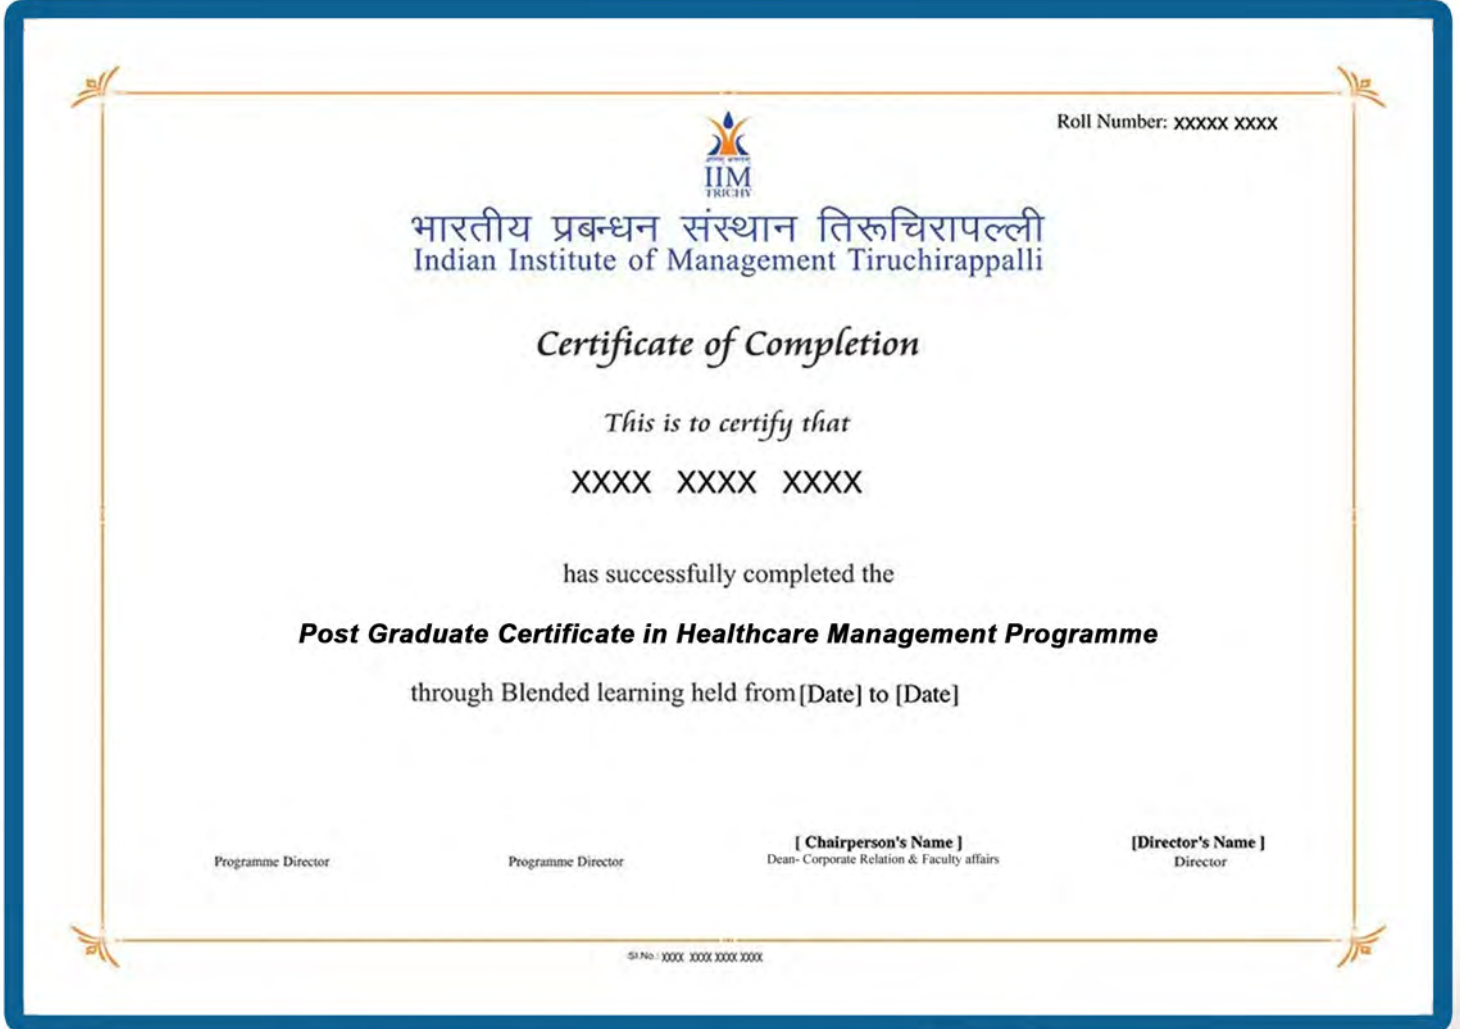 Roll Number: XXXXX XXXX
IIM
TRICHY
भारतीय प्रबन्धन संस्थान तिरूचिरापल्ली
Indian Institute of Management Tiruchirappalli
Certificate of Completion
This is to certify that
XXXX XXXX XXXX
has successfully completed the
Post Graduate Certificate in Healthcare Management Programme
through Blended learning held from [Date] to [Date]
Programme Director
Programme Director
[ Chairperson's Name ]
Dean- Corporate Relation & Faculty affairs
[Director's Name ]
Director
Sl.No.: XXXX XXXX XXXX XXXX